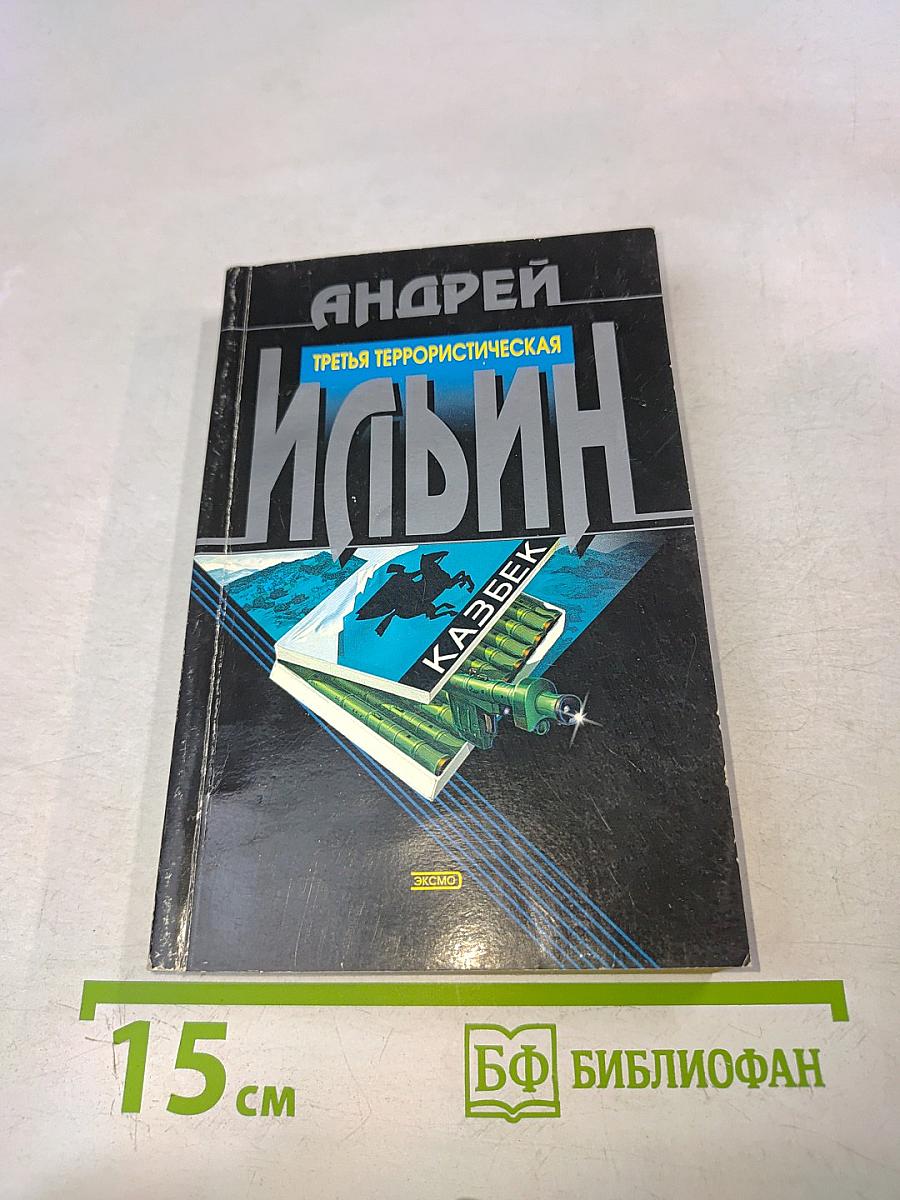 АНДРЕЙ
ТРЕТЬЯ ТЕРРОРИСТИЧЕСКАЯ
ИЛЬИН
КАЗБЕК
ЭКСМО
15 см
БФ БИБЛИОФАН